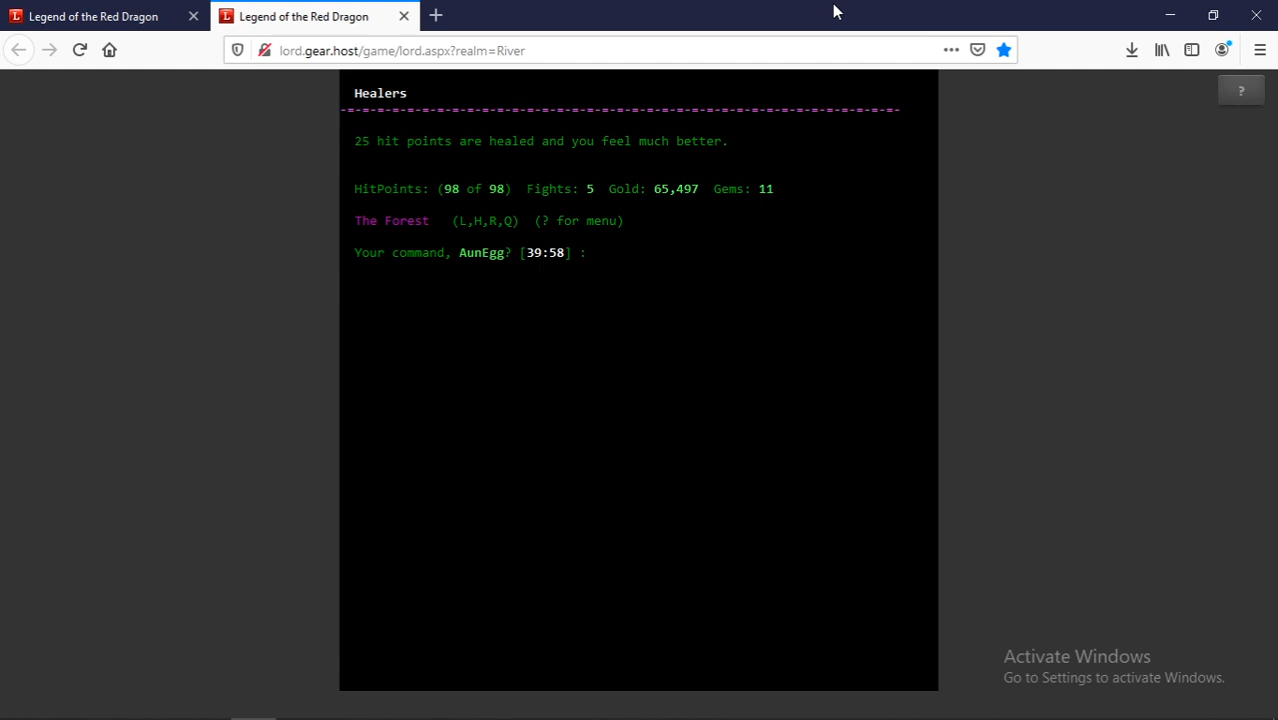 Legend of the Red Dragon
Legend of the Red Dragon
lord.gear.host/game/lord.aspx?realm=River
Healers
-=-=-=-=-=-=-=-=-=-=-=-=-=-=-=-=-=-=-=-=-=-=-=-=-=-=-=-=-=-=-=-=-=-=-=-=-=-
25 hit points are healed and you feel much better.
HitPoints: (98 of 98) Fights: 5 Gold: 65,497 Gems: 11
The Forest (L,H,R,Q) (? for menu)
Your command, AunEgg? [39:58] :
?
Activate Windows
Go to Settings to activate Windows.